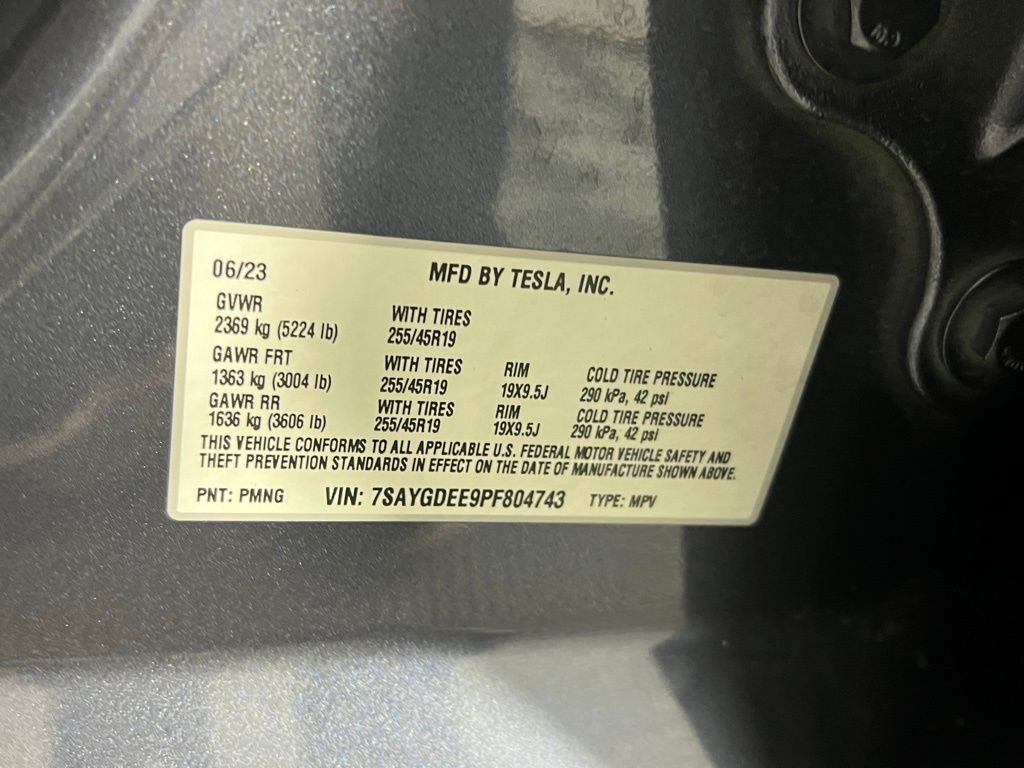 06/23 MFD BY TESLA, INC.
GVWR
2369 kg (5224 lb) WITH TIRES 255/45R19
GAWR FRT WITH TIRES RIM COLD TIRE PRESSURE
1363 kg (3004 lb) 255/45R19 19X9.5J 290 kPa, 42 psi
GAWR RR WITH TIRES RIM COLD TIRE PRESSURE
1636 kg (3606 lb) 255/45R19 19X9.5J 290 kPa, 42 psi
THIS VEHICLE CONFORMS TO ALL APPLICABLE U.S. FEDERAL MOTOR VEHICLE SAFETY AND
THEFT PREVENTION STANDARDS IN EFFECT ON THE DATE OF MANUFACTURE SHOWN ABOVE.
PNT: PMNG VIN: 7SAYGDEE9PF804743 TYPE: MPV